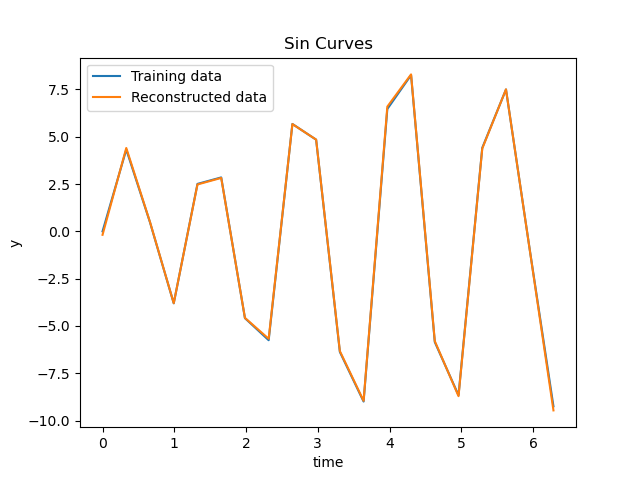 Sin Curves
Training data
Reconstructed data
7.5
5.0
2.5
0.0
−2.5
−5.0
−7.5
−10.0
y
0 1 2 3 4 5 6
time